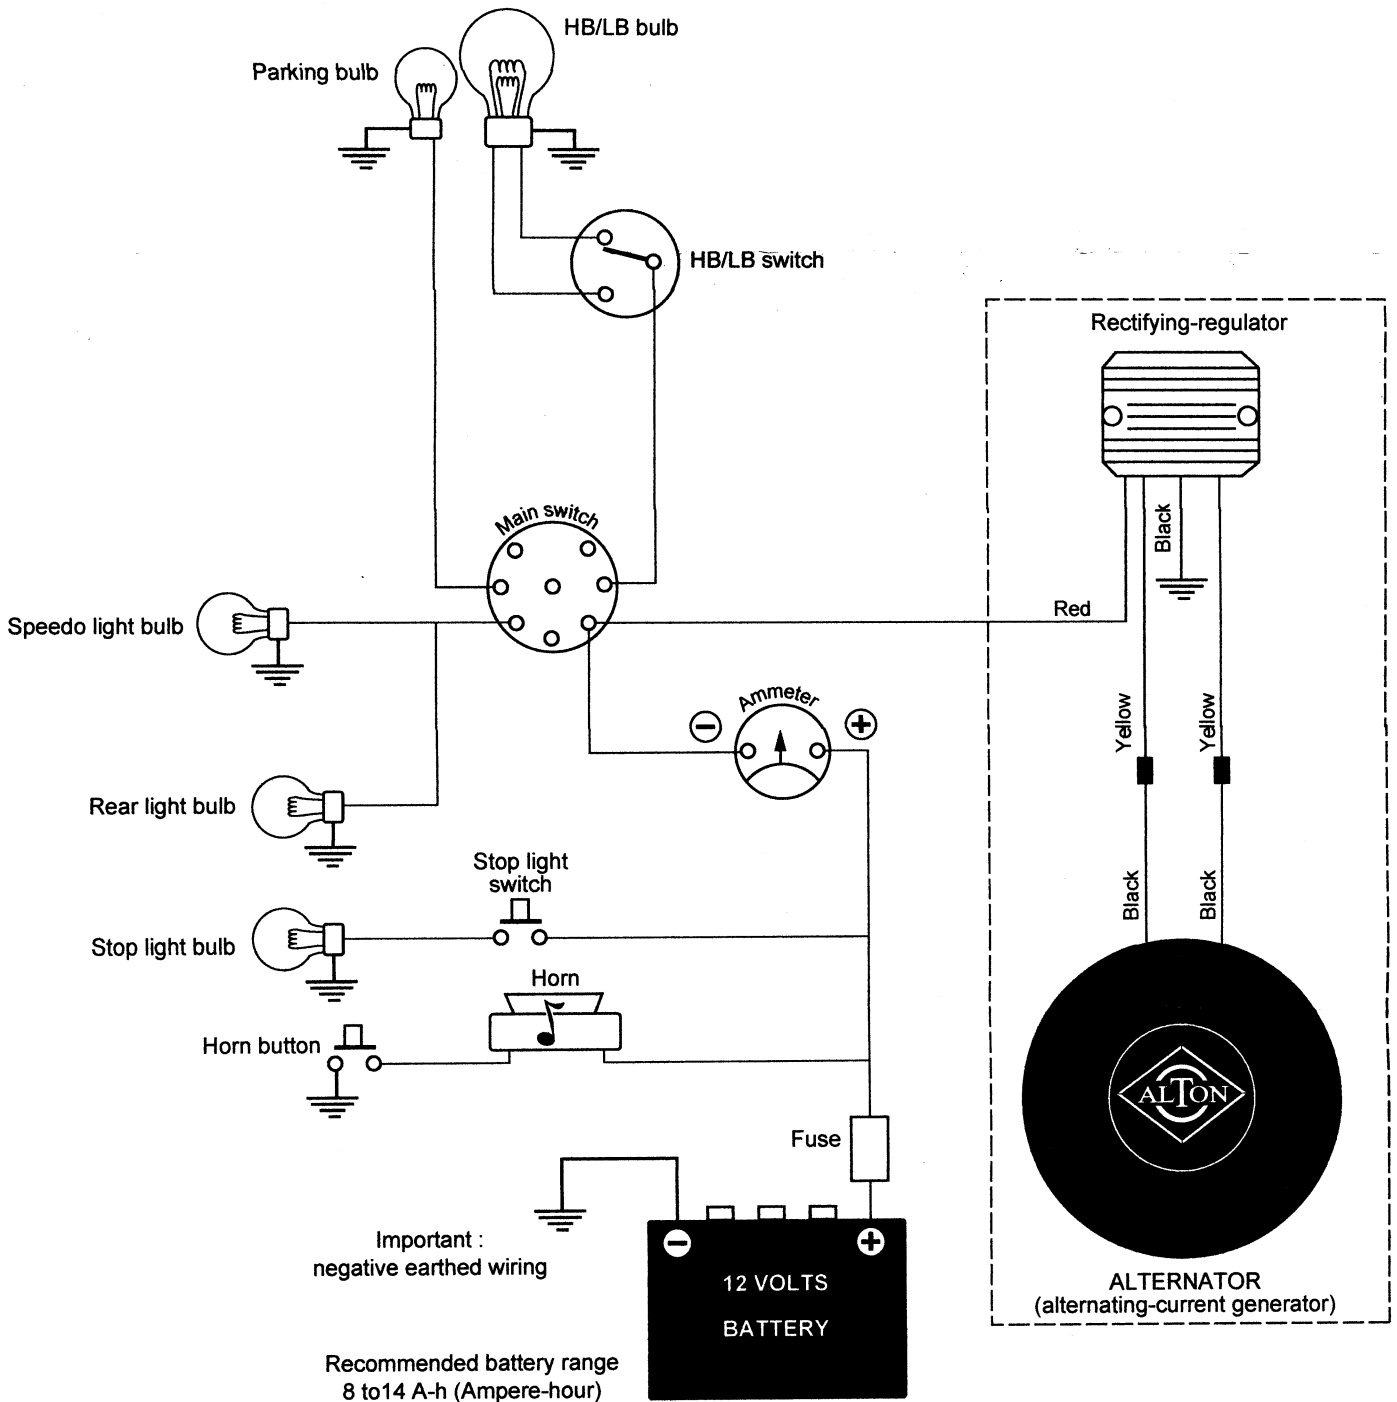 HB/LB bulb
Parking bulb
HB/LB switch
Rectifying-regulator
Main switch
Black
Red
Speedo light bulb
Ammeter
−
+
Yellow
Yellow
Rear light bulb
Stop light
switch
Black
Black
Stop light bulb
Horn
Horn button
ALTON
Fuse
Important :
negative earthed wiring
−
+
12 VOLTS
BATTERY
ALTERNATOR
(alternating-current generator)
Recommended battery range
8 to14 A-h (Ampere-hour)